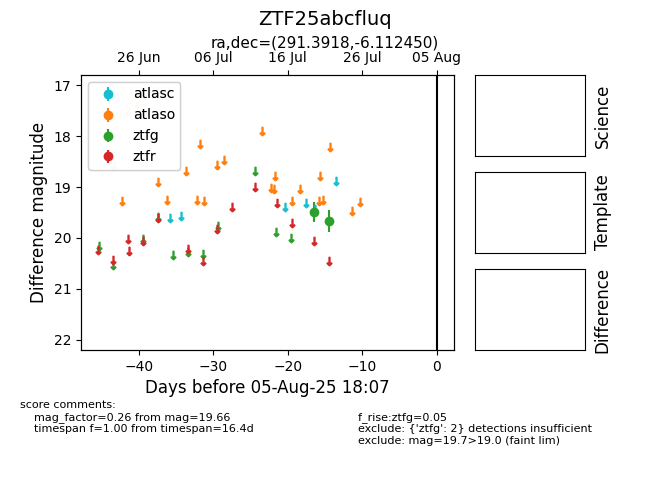 ZTF25abcfluq
ra,dec=(291.3918,-6.112450)
26 Jun 06 Jul 16 Jul 26 Jul 05 Aug
atlasc
atlaso
ztfg
ztfr
17
18
19
20
21
22
Difference magnitude
−40 −30 −20 −10 0
Days before 05-Aug-25 18:07
Science
Template
Difference
score comments:
mag_factor=0.26 from mag=19.66
timespan f=1.00 from timespan=16.4d
f_rise:ztfg=0.05
exclude: {'ztfg': 2} detections insufficient
exclude: mag=19.7>19.0 (faint lim)